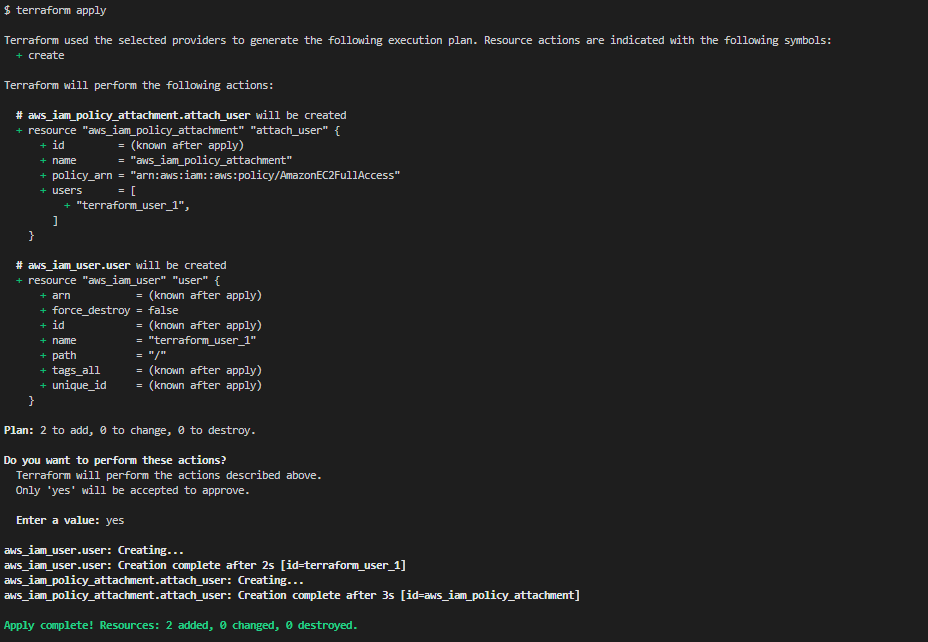 $ terraform apply
Terraform used the selected providers to generate the following execution plan. Resource actions are indicated with the following symbols:
  + create
Terraform will perform the following actions:
  # aws_iam_policy_attachment.attach_user will be created
  + resource "aws_iam_policy_attachment" "attach_user" {
      + id         = (known after apply)
      + name       = "aws_iam_policy_attachment"
      + policy_arn = "arn:aws:iam::aws:policy/AmazonEC2FullAccess"
      + users      = [
          + "terraform_user_1",
        ]
    }
  # aws_iam_user.user will be created
  + resource "aws_iam_user" "user" {
      + arn           = (known after apply)
      + force_destroy = false
      + id            = (known after apply)
      + name          = "terraform_user_1"
      + path          = "/"
      + tags_all      = (known after apply)
      + unique_id     = (known after apply)
    }
Plan: 2 to add, 0 to change, 0 to destroy.
Do you want to perform these actions?
  Terraform will perform the actions described above.
  Only 'yes' will be accepted to approve.
  Enter a value: yes
aws_iam_user.user: Creating...
aws_iam_user.user: Creation complete after 2s [id=terraform_user_1]
aws_iam_policy_attachment.attach_user: Creating...
aws_iam_policy_attachment.attach_user: Creation complete after 3s [id=aws_iam_policy_attachment]
Apply complete! Resources: 2 added, 0 changed, 0 destroyed.